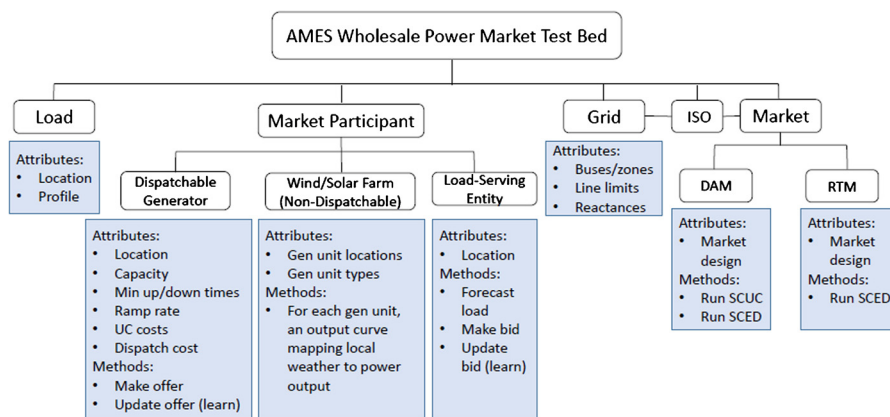 AMES Wholesale Power Market Test Bed
Load
Market Participant
Grid
ISO
Market
Attributes:
• Location
• Profile
Dispatchable
Generator
Wind/Solar Farm
(Non-Dispatchable)
Load-Serving
Entity
Attributes:
• Buses/zones
• Line limits
• Reactances
DAM
RTM
Attributes:
• Location
• Capacity
• Min up/down times
• Ramp rate
• UC costs
• Dispatch cost
Methods:
• Make offer
• Update offer (learn)
Attributes:
• Gen unit locations
• Gen unit types
Methods:
• For each gen unit,
an output curve
mapping local
weather to power
output
Attributes:
• Location
Methods:
• Forecast
load
• Make bid
• Update
bid (learn)
Attributes:
• Market
design
Methods:
• Run SCUC
• Run SCED
Attributes:
• Market
design
Methods:
• Run SCED